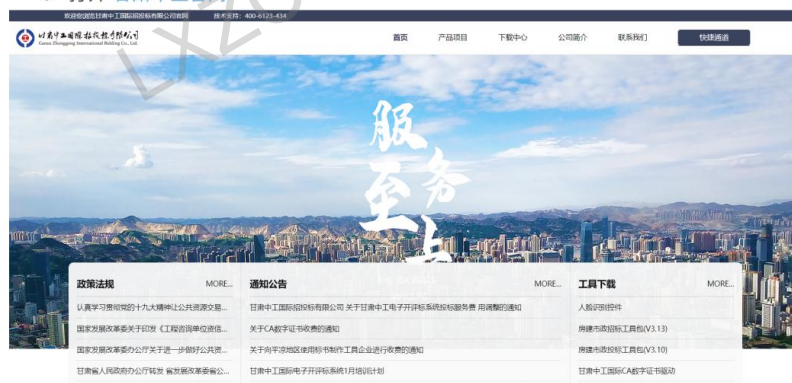 欢迎您浏览甘肃中工国际招投标有限公司官网 技术支持：400-6123-434
甘肃中工国际招投标有限公司
Gansu Zhonggong International Bidding Co., Ltd.
首页 产品项目 下载中心 公司简介 联系我们 快捷通道
服务
至上
政策法规 MORE...
认真学习贯彻党的十九大精神让公共资源交易...
国家发展改革委关于印发《工程咨询单位资信...
国家发展改革委办公厅关于进一步做好公共资...
甘肃省人民政府办公厅转发 省发展改革委省公...
通知公告 MORE...
甘肃中工国际招投标有限公司 关于甘肃中工电子开评标系统投标服务费 用调整的通知
关于CA数字证书收费的通知
关于向平凉地区使用标书制作工具企业进行收费的通知
甘肃中工国际电子开评标系统1月培训计划
工具下载 MORE...
人脸识别控件
房建市政招标工具包(V3.13)
房建市政投标工具包(V3.10)
甘肃中工国际CA数字证书驱动